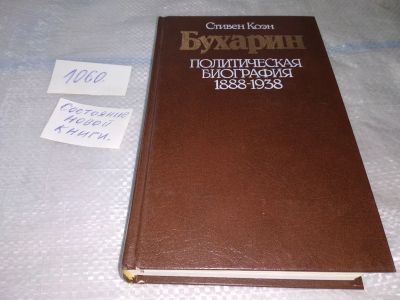 Стивен Коэн
Бухарин
ПОЛИТИЧЕСКАЯ
БИОГРАФИЯ
1888-1938
1060
Состояние
новой
книги.